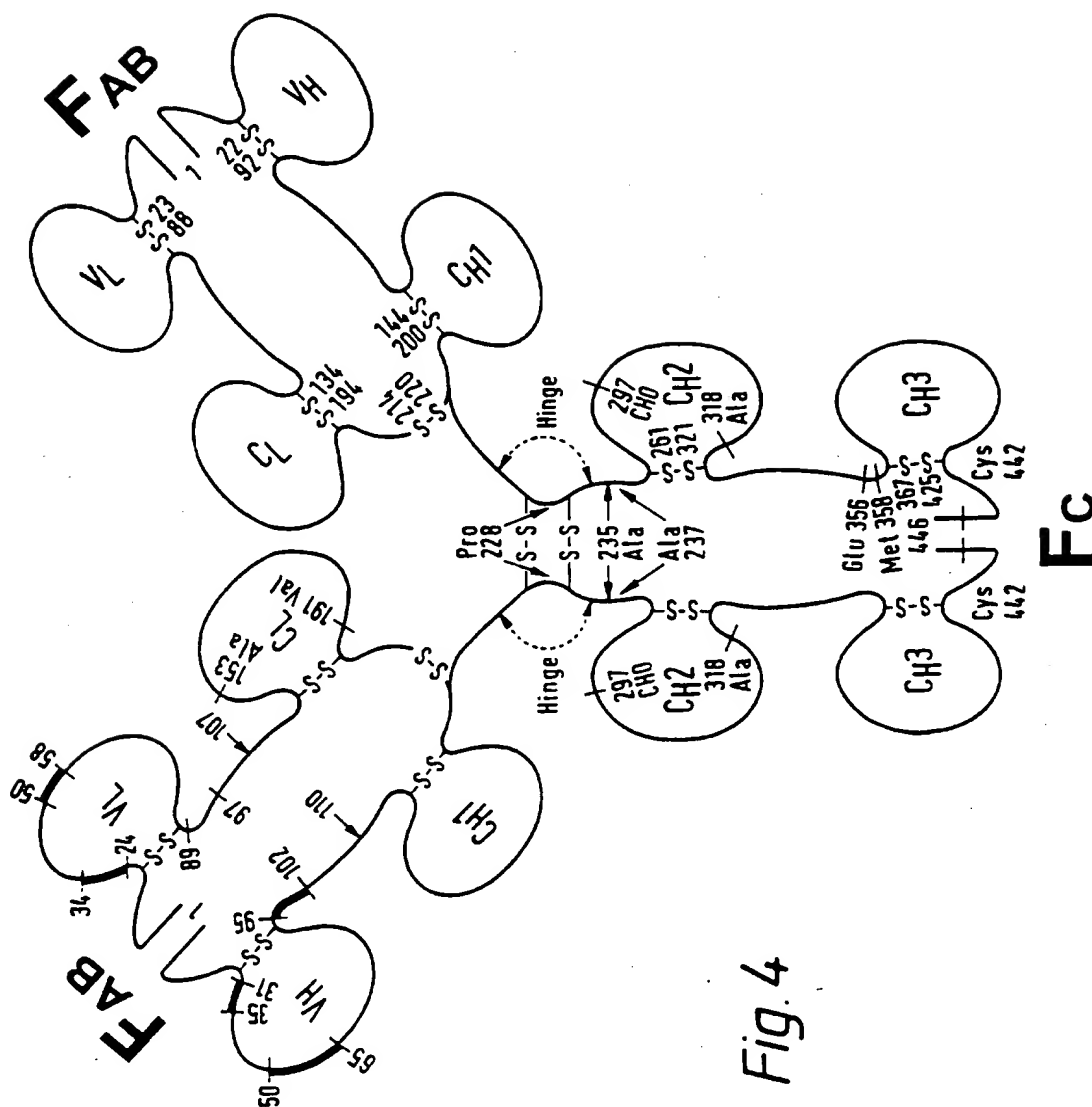 FAB
FAB
VL
50
58
34
24
S-S
89
1
97
107
153
Ala
CL
191 Val
S-S
S-S
VH
31
35
50
65
S-S
95
102
110
CH1
S-S
VL
S-S
23
88
1
VH
22
92
S-S
CL
S-S
134
194
CH1
144
200
S-S
S-S
214
220
Pro
228
S-S
S-S
Hinge
Hinge
235
Ala
Ala
237
297
CHO
CH2
318
Ala
S-S
297
CHO
CH2
318
Ala
S-S
261
321
Glu 356
Met 358
367
425
446
S-S
S-S
CH3
CH3
Cys
442
Cys
442
FC
Fig. 4